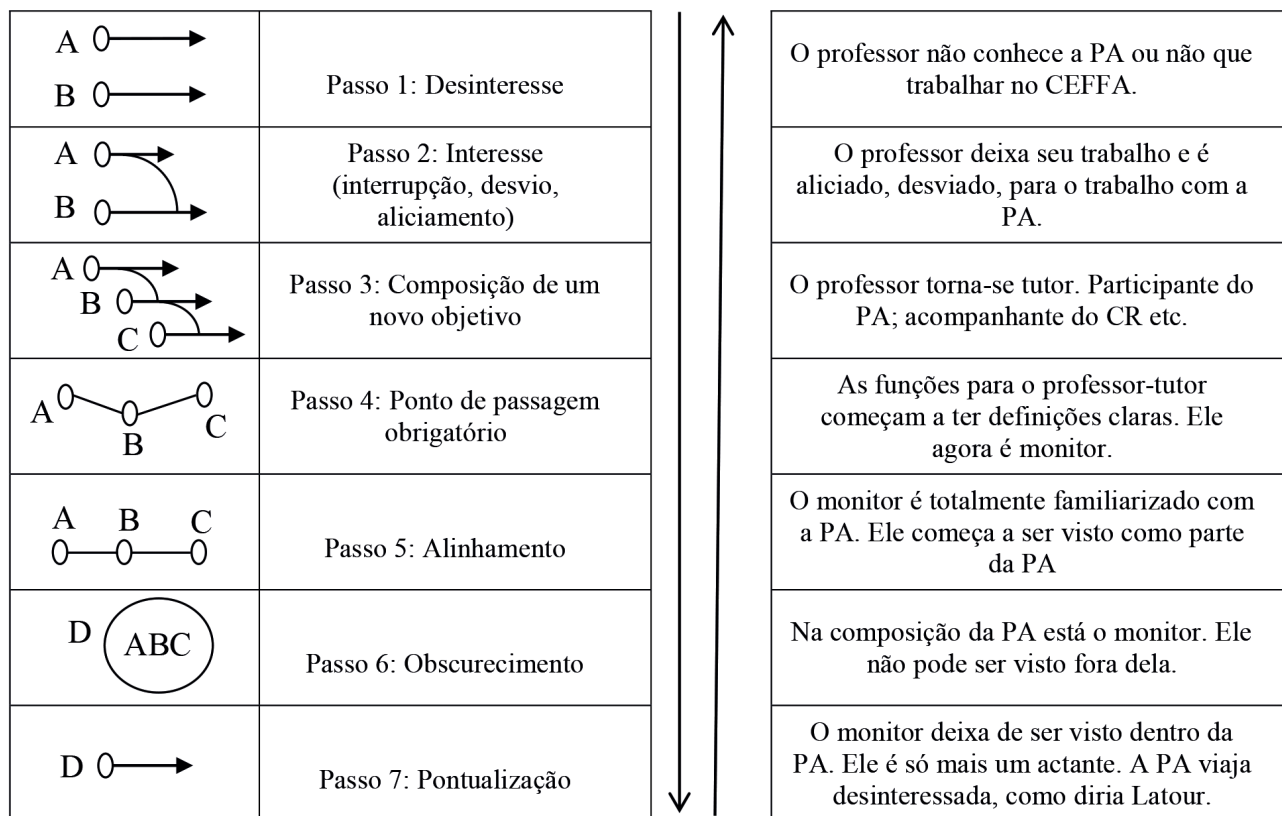 A
B
Passo 1: Desinteresse
O professor não conhece a PA ou não que
trabalhar no CEFFA.
A
B
Passo 2: Interesse
(interrupção, desvio,
aliciamento)
O professor deixa seu trabalho e é
aliciado, desviado, para o trabalho com a
PA.
A
B
C
Passo 3: Composição de um
novo objetivo
O professor torna-se tutor. Participante do
PA; acompanhante do CR etc.
A
B
C
Passo 4: Ponto de passagem
obrigatório
As funções para o professor-tutor
começam a ter definições claras. Ele
agora é monitor.
A B C
Passo 5: Alinhamento
O monitor é totalmente familiarizado com
a PA. Ele começa a ser visto como parte
da PA
D ABC
Passo 6: Obscurecimento
Na composição da PA está o monitor. Ele
não pode ser visto fora dela.
D
Passo 7: Pontualização
O monitor deixa de ser visto dentro da
PA. Ele é só mais um actante. A PA viaja
desinteressada, como diria Latour.